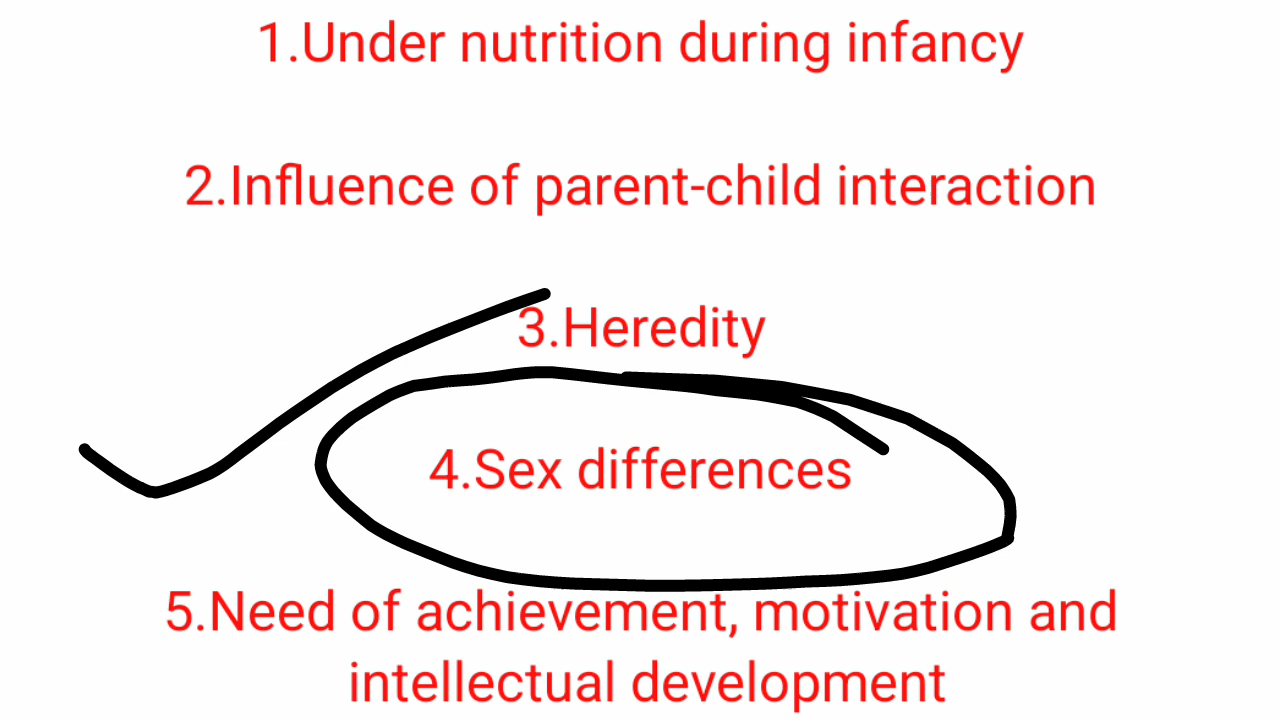 1.Under nutrition during infancy
2.Influence of parent-child interaction
3.Heredity
4.Sex differences
5.Need of achievement, motivation and
intellectual development